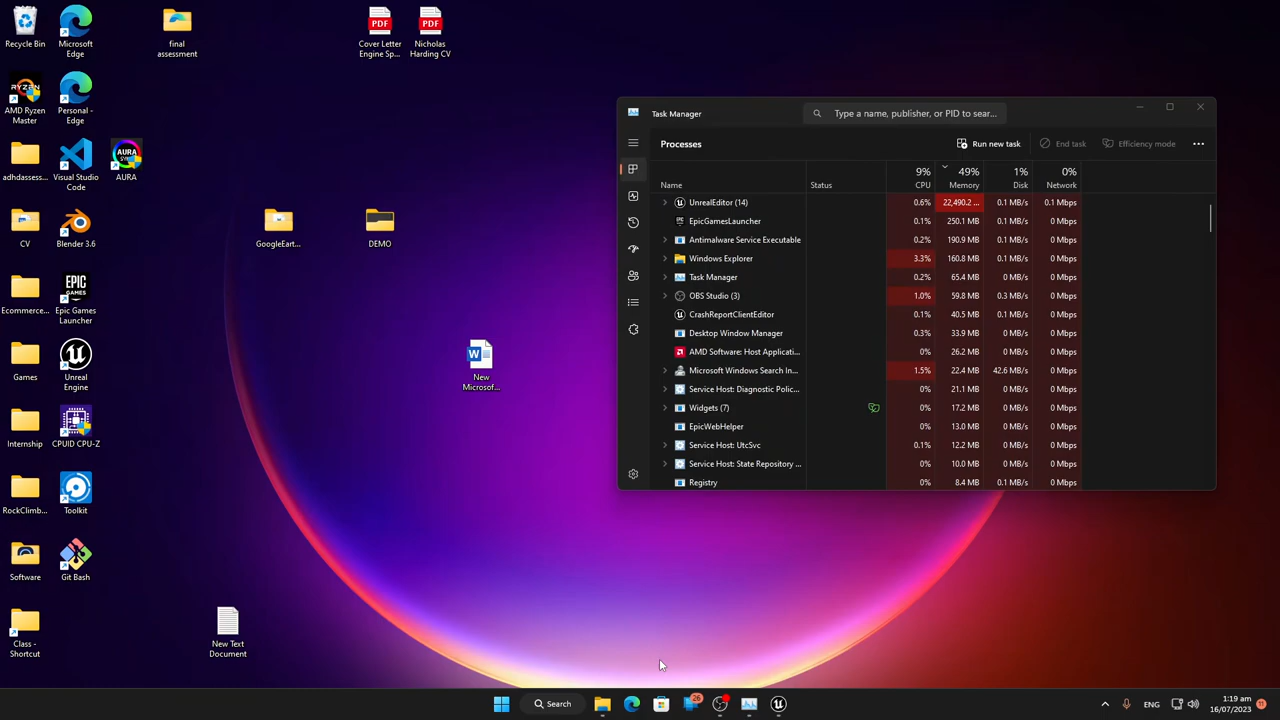 Recycle Bin
Microsoft
Edge
final
assessment
PDF
Cover Letter
Engine Sp...
PDF
Nicholas
Harding CV
RYZEN
AMD Ryzen
Master
Personal -
Edge
adhdassess...
Visual Studio
Code
AURA
AURA
CV
Blender 3.6
GoogleEart...
DEMO
Ecommerce...
EPIC
GAMES
Epic Games
Launcher
Games
Unreal
Engine
W
New
Microsof...
Internship
CPUID CPU-Z
RockClimb...
Toolkit
Software
Git Bash
Class -
Shortcut
New Text
Document
Task Manager
Type a name, publisher, or PID to sear...
Processes
Run new task
End task
Efficiency mode
9% 49% 1% 0%
Name Status CPU Memory Disk Network
UnrealEditor (14) 0.6% 22,490.2 ... 0.1 MB/s 0.1 Mbps
EpicGamesLauncher 0.1% 250.1 MB 0 MB/s 0 Mbps
Antimalware Service Executable 0.2% 190.9 MB 0 MB/s 0 Mbps
Windows Explorer 3.3% 160.8 MB 0 MB/s 0 Mbps
Task Manager 0.2% 65.4 MB 0 MB/s 0 Mbps
OBS Studio (3) 1.0% 59.8 MB 0.3 MB/s 0 Mbps
CrashReportClientEditor 0.1% 40.5 MB 0 MB/s 0 Mbps
Desktop Window Manager 0.3% 33.9 MB 0 MB/s 0 Mbps
AMD Software: Host Applicati... 0% 26.2 MB 0 MB/s 0 Mbps
Microsoft Windows Search In... 1.5% 22.4 MB 42.6 MB/s 0 Mbps
Service Host: Diagnostic Polic... 0% 21.1 MB 0 MB/s 0 Mbps
Widgets (7) 0% 17.2 MB 0 MB/s 0 Mbps
EpicWebHelper 0% 13.0 MB 0 MB/s 0 Mbps
Service Host: UtcSvc 0.1% 12.2 MB 0 MB/s 0 Mbps
Service Host: State Repository ... 0% 10.0 MB 0 MB/s 0 Mbps
Registry 0% 8.4 MB 0.1 MB/s 0 Mbps
Search
26
ENG
1:19 am
16/07/2023
11